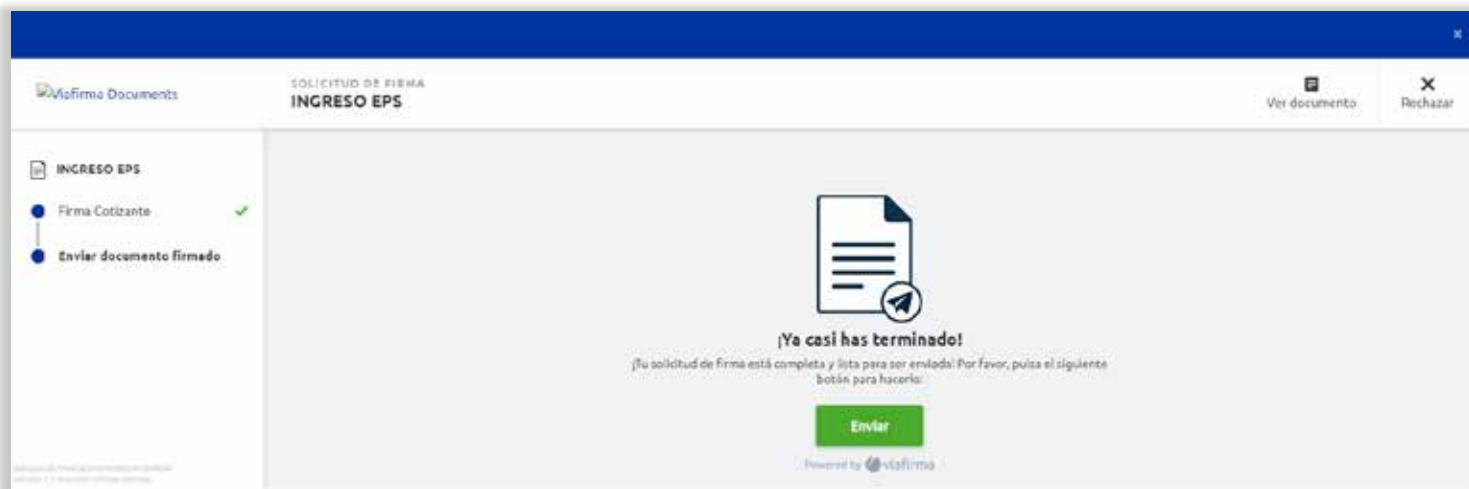 ×
Viafirma Documents
SOLICITUD DE FIRMA
INGRESO EPS
Ver documento
Rechazar
INGRESO EPS
Firma Cotizante
Enviar documento firmado
¡Ya casi has terminado!
¡Tu solicitud de firma está completa y lista para ser enviada! Por favor, pulsa el siguiente
botón para hacerlo:
Enviar
Powered by viafirma